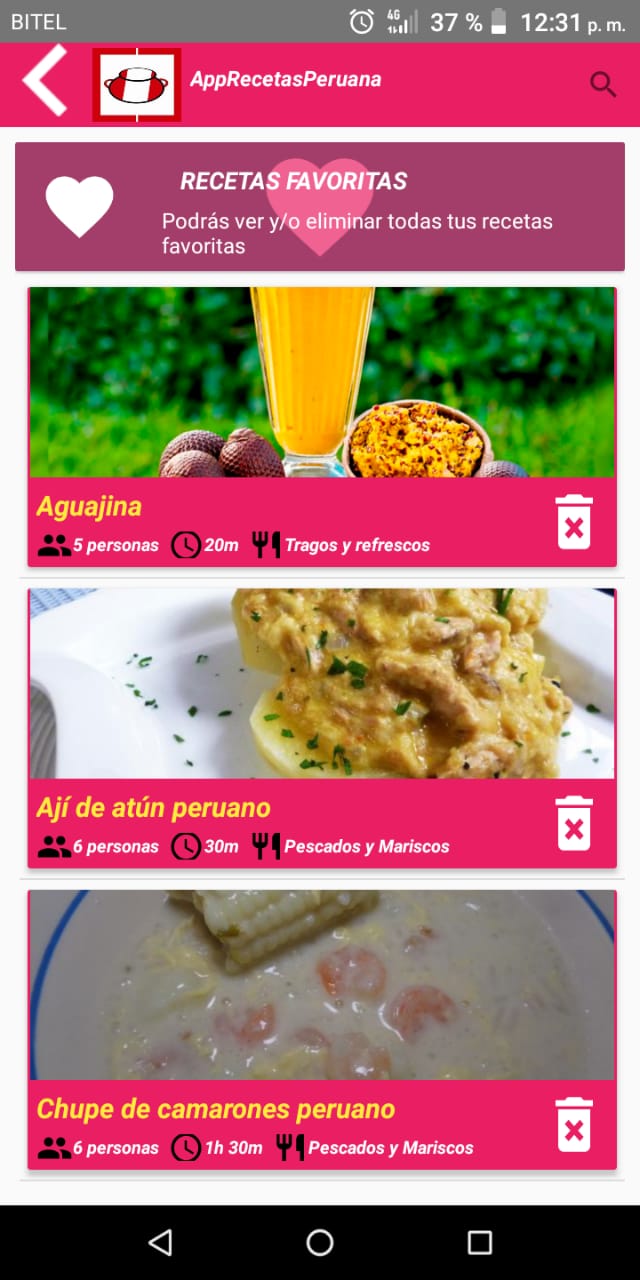 BITEL 4G 37 % 12:31 p. m.
AppRecetasPeruana
RECETAS FAVORITAS
Podrás ver y/o eliminar todas tus recetas
favoritas
Aguajina
5 personas 20m Tragos y refrescos
Ají de atún peruano
6 personas 30m Pescados y Mariscos
Chupe de camarones peruano
6 personas 1h 30m Pescados y Mariscos